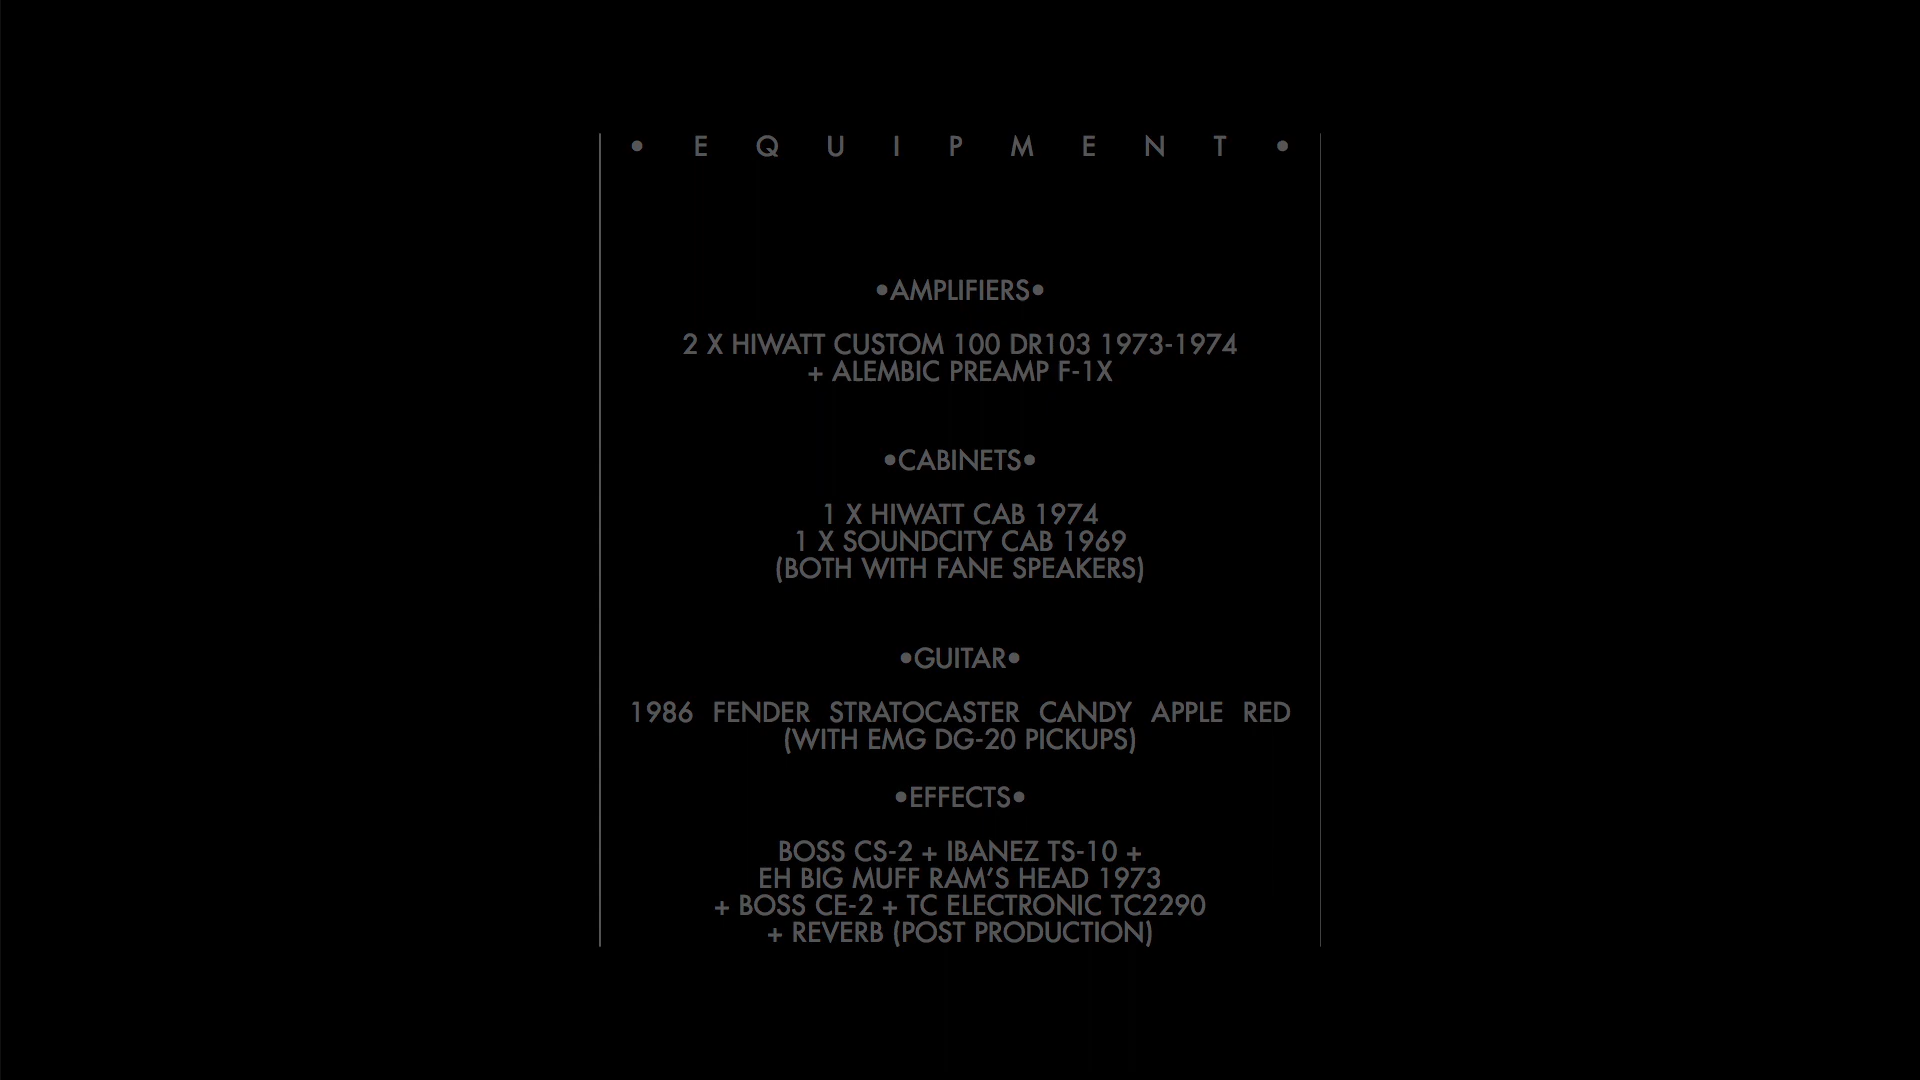 • E Q U I P M E N T •
•AMPLIFIERS•
2 X HIWATT CUSTOM 100 DR103 1973-1974
+ ALEMBIC PREAMP F-1X
•CABINETS•
1 X HIWATT CAB 1974
1 X SOUNDCITY CAB 1969
(BOTH WITH FANE SPEAKERS)
•GUITAR•
1986 FENDER STRATOCASTER CANDY APPLE RED
(WITH EMG DG-20 PICKUPS)
•EFFECTS•
BOSS CS-2 + IBANEZ TS-10 +
EH BIG MUFF RAM’S HEAD 1973
+ BOSS CE-2 + TC ELECTRONIC TC2290
+ REVERB (POST PRODUCTION)